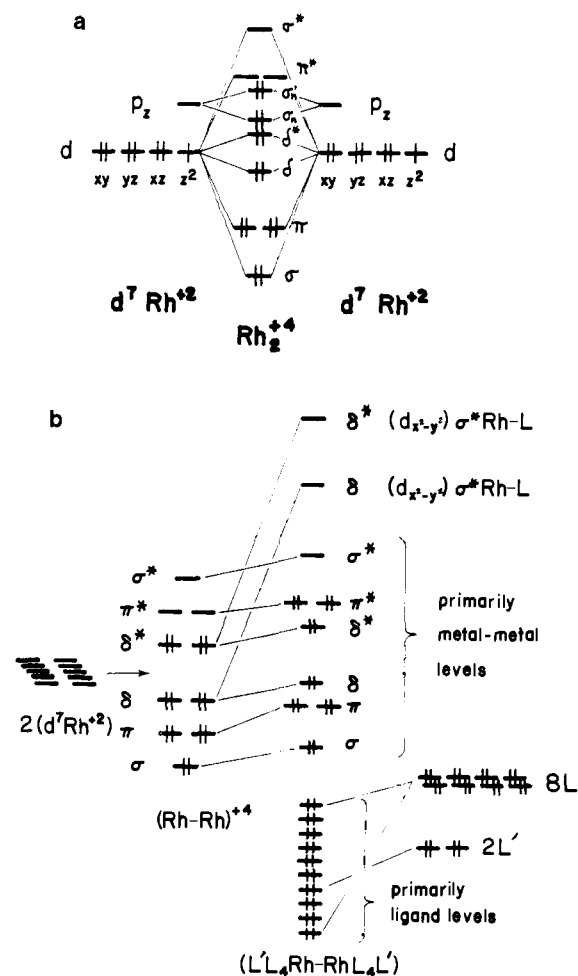 a
σ*
π*
p_z σ_n' p_z
σ_n
δ*
d δ d
xy yz xz z² xy yz xz z²
π
σ
d⁷ Rh⁺² Rh₂⁺⁴ d⁷ Rh⁺²
b
δ* (d_x²-y²) σ* Rh-L
δ (d_x²-y²) σ* Rh-L
σ* σ*
π* π* primarily
δ* δ* metal-metal
levels
δ δ
2(d⁷Rh⁺²) π π
σ σ
(Rh-Rh)⁺⁴ 8L
2L'
primarily
ligand levels
(L'L₄Rh-RhL₄L')